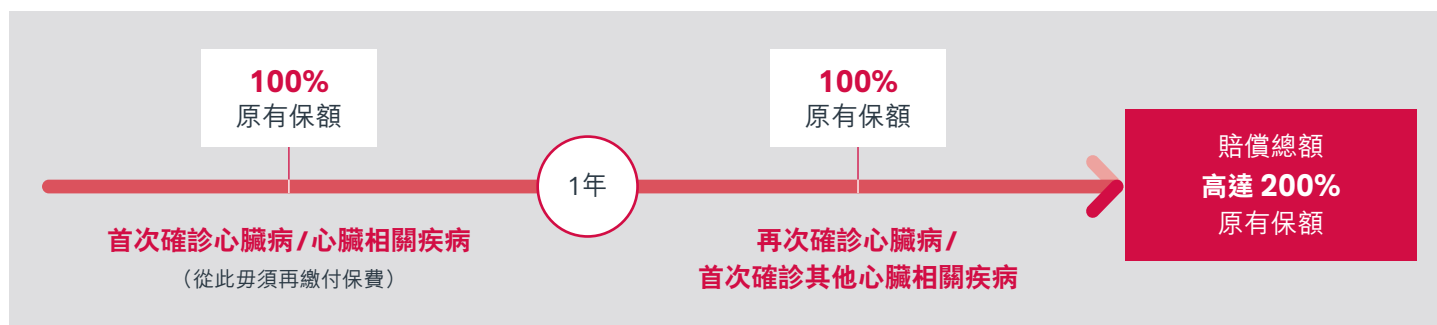 100%
原有保額
首次確診心臟病/心臟相關疾病
（從此毋須再繳付保費）
1年
100%
原有保額
再次確診心臟病/
首次確診其他心臟相關疾病
賠償總額
高達 200%
原有保額